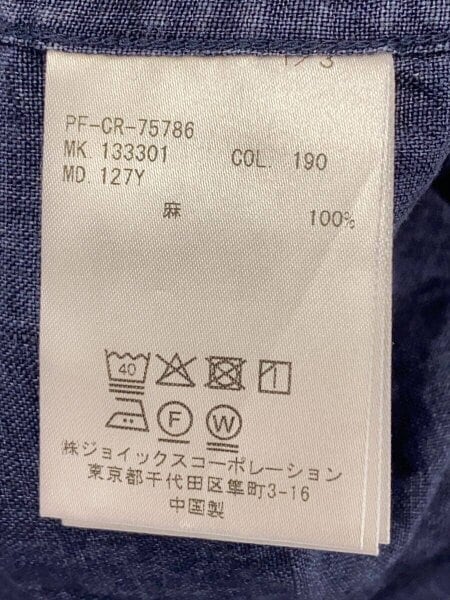 1/3
PF-CR-75786
MK. 133301 COL. 190
MD. 127Y
麻 100%
40
F W
㈱ジョイックスコーポレーション
東京都千代田区隼町3-16
中国製